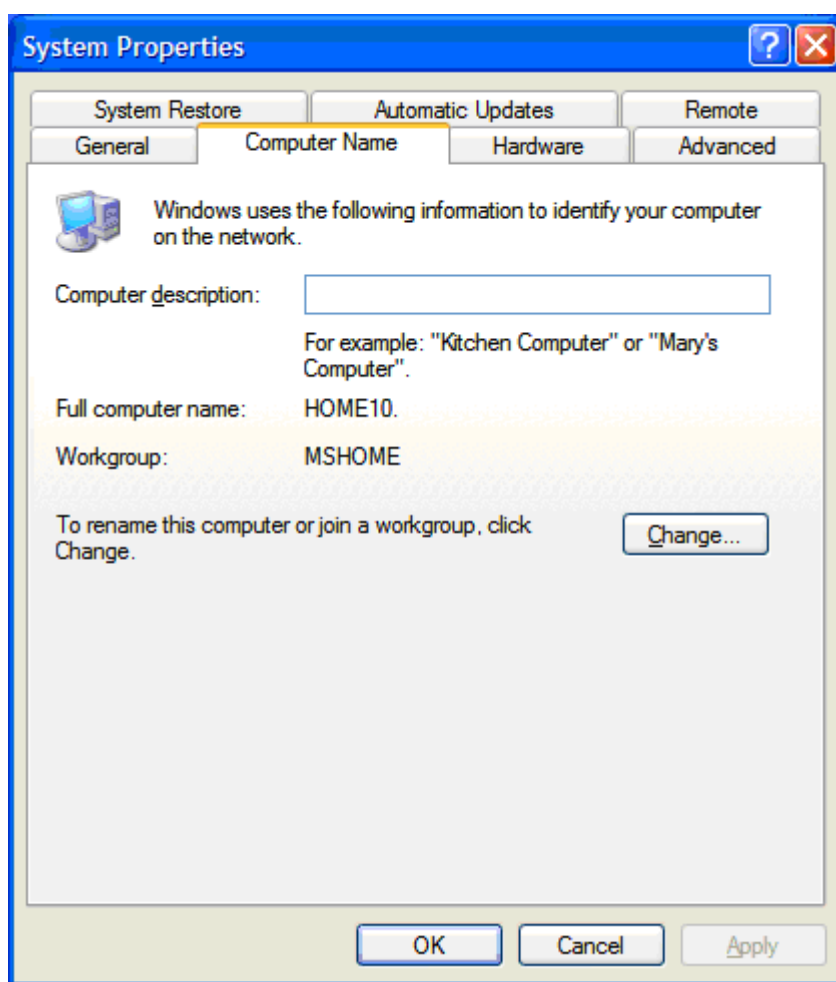 System Properties
?
System Restore Automatic Updates Remote
General Computer Name Hardware Advanced
Windows uses the following information to identify your computer
on the network.
Computer description:
For example: "Kitchen Computer" or "Mary's
Computer".
Full computer name: HOME10.
Workgroup: MSHOME
To rename this computer or join a workgroup, click
Change.
Change...
OK Cancel Apply